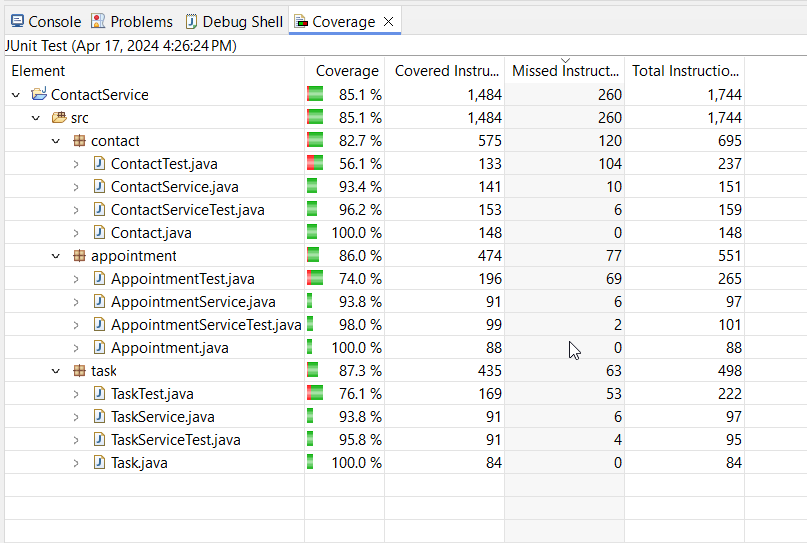 Console Problems Debug Shell Coverage
JUnit Test (Apr 17, 2024 4:26:24 PM)
Element Coverage Covered Instru... Missed Instruct... Total Instructio...
ContactService 85.1 % 1,484 260 1,744
src 85.1 % 1,484 260 1,744
contact 82.7 % 575 120 695
ContactTest.java 56.1 % 133 104 237
ContactService.java 93.4 % 141 10 151
ContactServiceTest.java 96.2 % 153 6 159
Contact.java 100.0 % 148 0 148
appointment 86.0 % 474 77 551
AppointmentTest.java 74.0 % 196 69 265
AppointmentService.java 93.8 % 91 6 97
AppointmentServiceTest.java 98.0 % 99 2 101
Appointment.java 100.0 % 88 0 88
task 87.3 % 435 63 498
TaskTest.java 76.1 % 169 53 222
TaskService.java 93.8 % 91 6 97
TaskServiceTest.java 95.8 % 91 4 95
Task.java 100.0 % 84 0 84